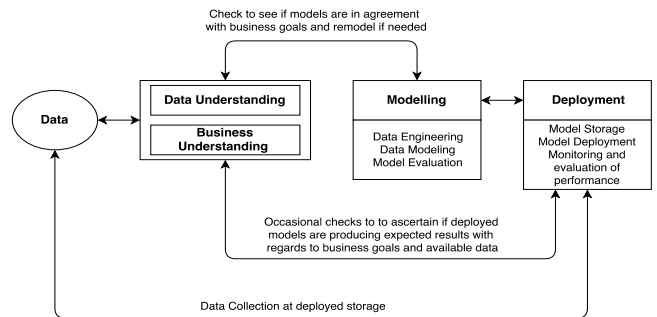 Check to see if models are in agreement
with business goals and remodel if needed
Data
Data Understanding
Business
Understanding
Modelling
Data Engineering
Data Modeling
Model Evaluation
Deployment
Model Storage
Model Deployment
Monitoring and
evaluation of
performance
Occasional checks to to ascertain if deployed
models are producing expected results with
regards to business goals and available data
Data Collection at deployed storage